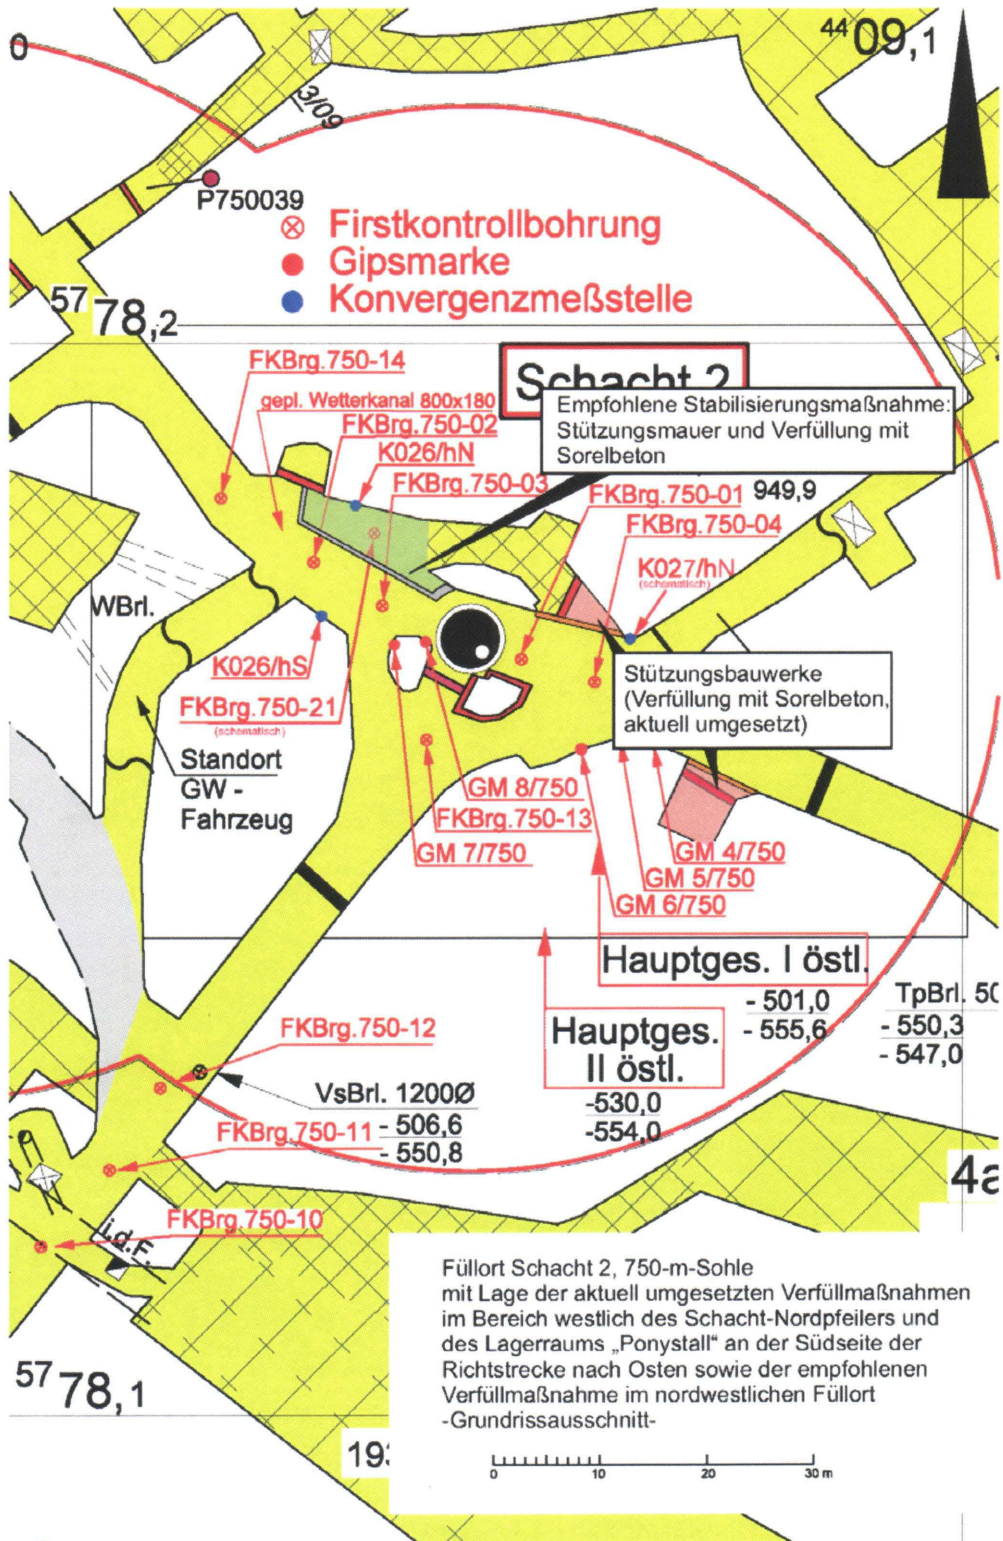 0
44 09,1
3/09
P750039
Firstkontrollbohrung
Gipsmarke
Konvergenzmeßstelle
57 78,2
FKBrg.750-14
Schacht 2
gepl. Wetterkanal 800x180
Empfohlene Stabilisierungsmaßnahme:
Stützungsmauer und Verfüllung mit
Sorelbeton
FKBrg.750-02
K026/hN
FKBrg.750-03
FKBrg.750-01
949,9
FKBrg.750-04
K027/hN
(schematisch)
WBrl.
K026/hS
FKBrg.750-21
(schematisch)
Stützungsbauwerke
(Verfüllung mit Sorelbeton,
aktuell umgesetzt)
Standort
GW -
Fahrzeug
GM 8/750
FKBrg.750-13
GM 7/750
GM 4/750
GM 5/750
GM 6/750
Hauptges. I östl.
- 501,0
- 555,6
TpBrl. 50
- 550,3
- 547,0
Hauptges.
II östl.
-530,0
-554,0
FKBrg.750-12
VsBrl. 1200Ø
- 506,6
- 550,8
FKBrg.750-11
FKBrg.750-10
i.d.F.
4a
Füllort Schacht 2, 750-m-Sohle
mit Lage der aktuell umgesetzten Verfüllmaßnahmen
im Bereich westlich des Schacht-Nordpfeilers und
des Lagerraums „Ponystall" an der Südseite der
Richtstrecke nach Osten sowie der empfohlenen
Verfüllmaßnahme im nordwestlichen Füllort
-Grundrissausschnitt-
57 78,1
193
0 10 20 30 m